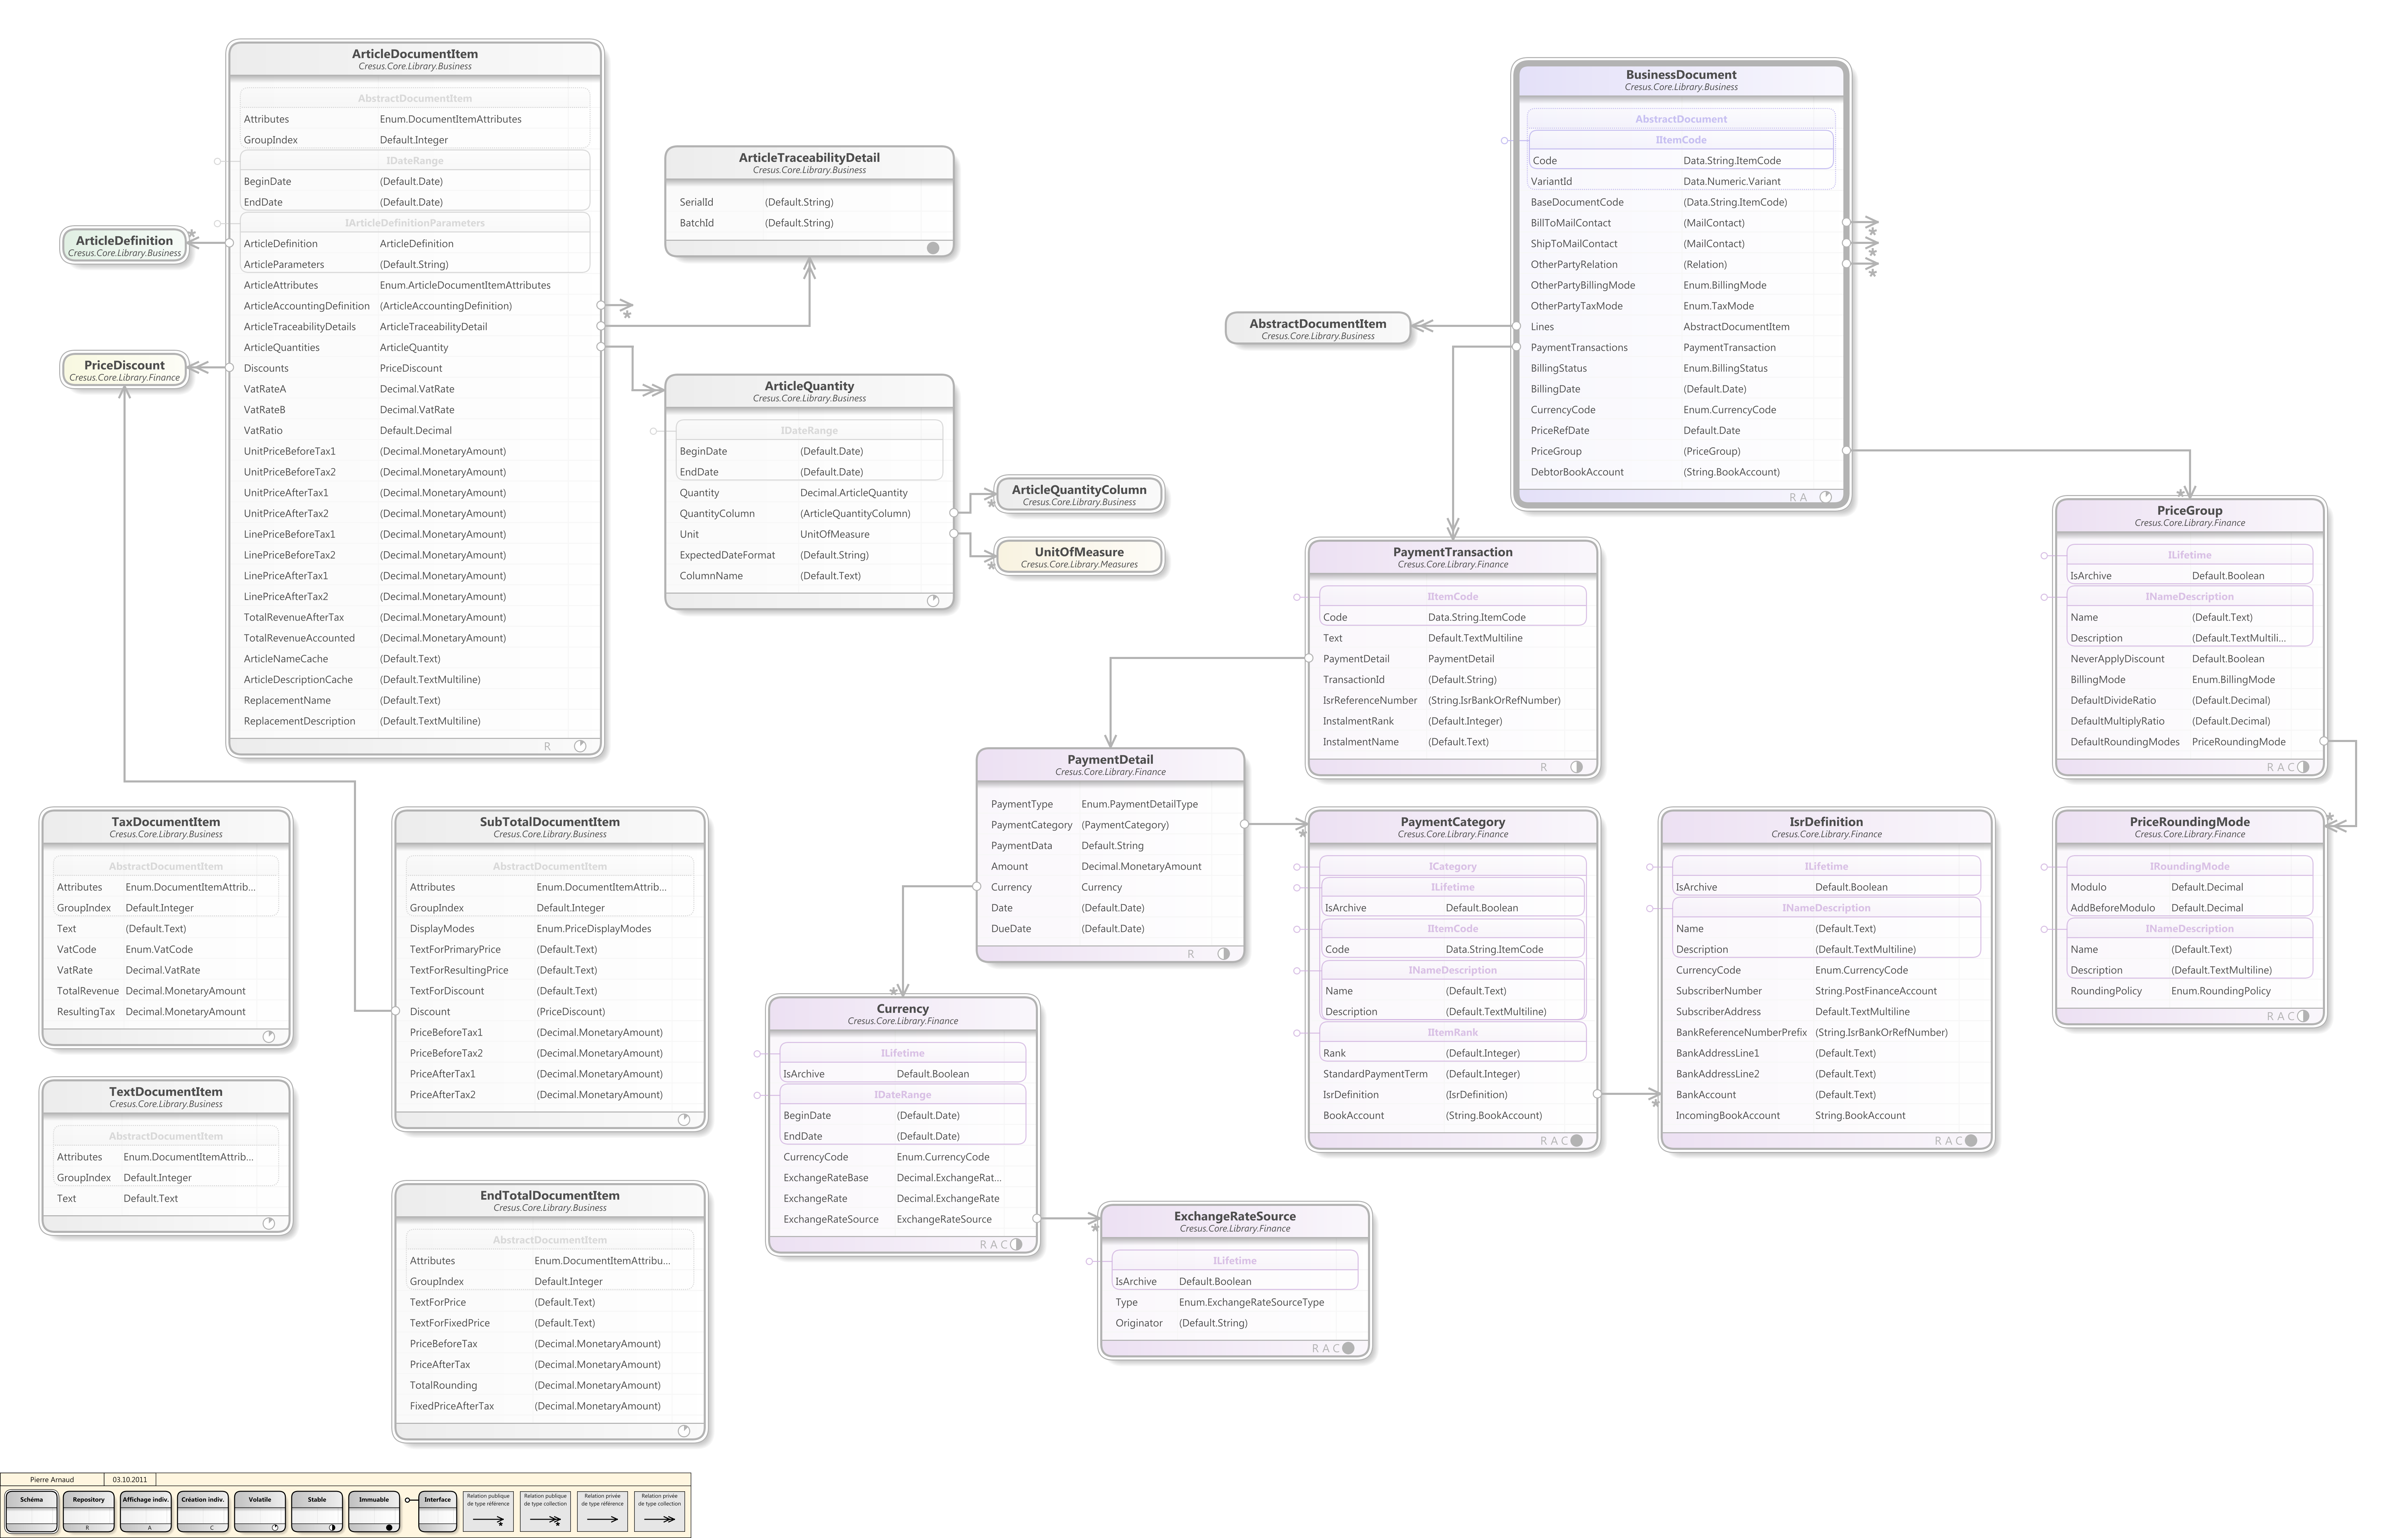 ArticleDocumentItem
Cresus.Core.Library.Business
AbstractDocumentItem
Attributes Enum.DocumentItemAttributes
GroupIndex Default.Integer
IDateRange
BeginDate (Default.Date)
EndDate (Default.Date)
IArticleDefinitionParameters
ArticleDefinition ArticleDefinition
ArticleParameters (Default.String)
ArticleAttributes Enum.ArticleDocumentItemAttributes
ArticleAccountingDefinition (ArticleAccountingDefinition)
*
ArticleTraceabilityDetails ArticleTraceabilityDetail
ArticleQuantities ArticleQuantity
Discounts PriceDiscount
VatRateA Decimal.VatRate
VatRateB Decimal.VatRate
VatRatio Default.Decimal
UnitPriceBeforeTax1 (Decimal.MonetaryAmount)
UnitPriceBeforeTax2 (Decimal.MonetaryAmount)
UnitPriceAfterTax1 (Decimal.MonetaryAmount)
UnitPriceAfterTax2 (Decimal.MonetaryAmount)
LinePriceBeforeTax1 (Decimal.MonetaryAmount)
LinePriceBeforeTax2 (Decimal.MonetaryAmount)
LinePriceAfterTax1 (Decimal.MonetaryAmount)
LinePriceAfterTax2 (Decimal.MonetaryAmount)
TotalRevenueAfterTax (Decimal.MonetaryAmount)
TotalRevenueAccounted (Decimal.MonetaryAmount)
ArticleNameCache (Default.Text)
ArticleDescriptionCache (Default.TextMultiline)
ReplacementName (Default.Text)
ReplacementDescription (Default.TextMultiline)
R
ArticleDefinition
Cresus.Core.Library.Business
*
PriceDiscount
Cresus.Core.Library.Finance
ArticleTraceabilityDetail
Cresus.Core.Library.Business
SerialId (Default.String)
BatchId (Default.String)
ArticleQuantity
Cresus.Core.Library.Business
IDateRange
BeginDate (Default.Date)
EndDate (Default.Date)
Quantity Decimal.ArticleQuantity
QuantityColumn (ArticleQuantityColumn)
Unit UnitOfMeasure
ExpectedDateFormat (Default.String)
ColumnName (Default.Text)
ArticleQuantityColumn
Cresus.Core.Library.Business
*
UnitOfMeasure
Cresus.Core.Library.Measures
*
BusinessDocument
Cresus.Core.Library.Business
AbstractDocument
IItemCode
Code Data.String.ItemCode
VariantId Data.Numeric.Variant
BaseDocumentCode (Data.String.ItemCode)
BillToMailContact (MailContact)
*
ShipToMailContact (MailContact)
*
OtherPartyRelation (Relation)
*
OtherPartyBillingMode Enum.BillingMode
OtherPartyTaxMode Enum.TaxMode
Lines AbstractDocumentItem
PaymentTransactions PaymentTransaction
BillingStatus Enum.BillingStatus
BillingDate (Default.Date)
CurrencyCode Enum.CurrencyCode
PriceRefDate Default.Date
PriceGroup (PriceGroup)
DebtorBookAccount (String.BookAccount)
R A
AbstractDocumentItem
Cresus.Core.Library.Business
PaymentTransaction
Cresus.Core.Library.Finance
IItemCode
Code Data.String.ItemCode
Text Default.TextMultiline
PaymentDetail PaymentDetail
TransactionId (Default.String)
IsrReferenceNumber (String.IsrBankOrRefNumber)
InstalmentRank (Default.Integer)
InstalmentName (Default.Text)
R
*
PriceGroup
Cresus.Core.Library.Finance
ILifetime
IsArchive Default.Boolean
INameDescription
Name (Default.Text)
Description (Default.TextMultili...
NeverApplyDiscount Default.Boolean
BillingMode Enum.BillingMode
DefaultDivideRatio (Default.Decimal)
DefaultMultiplyRatio (Default.Decimal)
DefaultRoundingModes PriceRoundingMode
R A C
PaymentDetail
Cresus.Core.Library.Finance
PaymentType Enum.PaymentDetailType
PaymentCategory (PaymentCategory)
PaymentData Default.String
Amount Decimal.MonetaryAmount
Currency Currency
Date (Default.Date)
DueDate (Default.Date)
R
*
PaymentCategory
Cresus.Core.Library.Finance
ICategory
ILifetime
IsArchive Default.Boolean
IItemCode
Code Data.String.ItemCode
INameDescription
Name (Default.Text)
Description (Default.TextMultiline)
IItemRank
Rank (Default.Integer)
StandardPaymentTerm (Default.Integer)
IsrDefinition (IsrDefinition)
BookAccount (String.BookAccount)
R A C
IsrDefinition
Cresus.Core.Library.Finance
ILifetime
IsArchive Default.Boolean
INameDescription
Name (Default.Text)
Description (Default.TextMultiline)
CurrencyCode Enum.CurrencyCode
SubscriberNumber String.PostFinanceAccount
SubscriberAddress Default.TextMultiline
BankReferenceNumberPrefix (String.IsrBankOrRefNumber)
BankAddressLine1 (Default.Text)
BankAddressLine2 (Default.Text)
BankAccount (Default.Text)
*
IncomingBookAccount String.BookAccount
R A C
PriceRoundingMode
Cresus.Core.Library.Finance
*
IRoundingMode
Modulo Default.Decimal
AddBeforeModulo Default.Decimal
INameDescription
Name (Default.Text)
Description (Default.TextMultiline)
RoundingPolicy Enum.RoundingPolicy
R A C
TaxDocumentItem
Cresus.Core.Library.Business
AbstractDocumentItem
Attributes Enum.DocumentItemAttrib...
GroupIndex Default.Integer
Text (Default.Text)
VatCode Enum.VatCode
VatRate Decimal.VatRate
TotalRevenue Decimal.MonetaryAmount
ResultingTax Decimal.MonetaryAmount
SubTotalDocumentItem
Cresus.Core.Library.Business
AbstractDocumentItem
Attributes Enum.DocumentItemAttrib...
GroupIndex Default.Integer
DisplayModes Enum.PriceDisplayModes
TextForPrimaryPrice (Default.Text)
TextForResultingPrice (Default.Text)
TextForDiscount (Default.Text)
Discount (PriceDiscount)
PriceBeforeTax1 (Decimal.MonetaryAmount)
PriceBeforeTax2 (Decimal.MonetaryAmount)
PriceAfterTax1 (Decimal.MonetaryAmount)
PriceAfterTax2 (Decimal.MonetaryAmount)
*
Currency
Cresus.Core.Library.Finance
ILifetime
IsArchive Default.Boolean
IDateRange
BeginDate (Default.Date)
EndDate (Default.Date)
CurrencyCode Enum.CurrencyCode
ExchangeRateBase Decimal.ExchangeRat...
ExchangeRate Decimal.ExchangeRate
ExchangeRateSource ExchangeRateSource
R A C
TextDocumentItem
Cresus.Core.Library.Business
AbstractDocumentItem
Attributes Enum.DocumentItemAttrib...
GroupIndex Default.Integer
Text Default.Text
EndTotalDocumentItem
Cresus.Core.Library.Business
AbstractDocumentItem
Attributes Enum.DocumentItemAttribu...
GroupIndex Default.Integer
TextForPrice (Default.Text)
TextForFixedPrice (Default.Text)
PriceBeforeTax (Decimal.MonetaryAmount)
PriceAfterTax (Decimal.MonetaryAmount)
TotalRounding (Decimal.MonetaryAmount)
FixedPriceAfterTax (Decimal.MonetaryAmount)
ExchangeRateSource
Cresus.Core.Library.Finance
*
ILifetime
IsArchive Default.Boolean
Type Enum.ExchangeRateSourceType
Originator (Default.String)
R A C
Pierre Arnaud 03.10.2011
Schéma
Repository
R
Affichage indiv.
A
Création indiv.
C
Volatile
Stable
Immuable
Interface
Relation publique
de type référence
*
Relation publique
de type collection
*
Relation privée
de type référence
Relation privée
de type collection